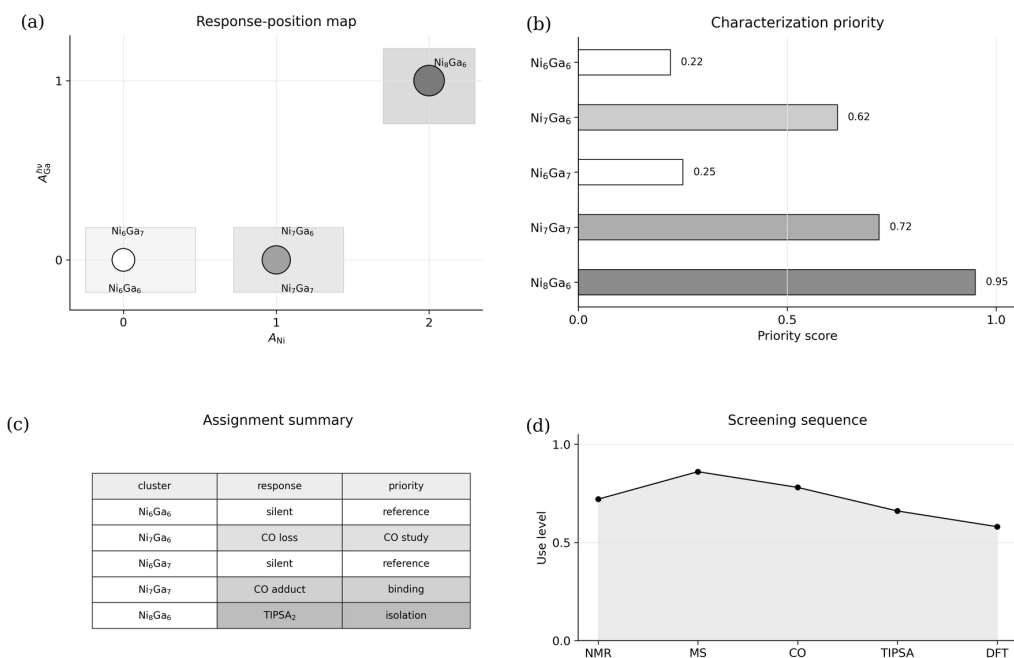 (a)
Response-position map
1
0
A^{hν}_{Ga}
Ni₈Ga₆
Ni₆Ga₇
Ni₇Ga₆
Ni₆Ga₆
Ni₇Ga₇
0
1
2
A_{Ni}
(b)
Characterization priority
Ni₆Ga₆
0.22
Ni₇Ga₆
0.62
Ni₆Ga₇
0.25
Ni₇Ga₇
0.72
Ni₈Ga₆
0.95
0.0
0.5
1.0
Priority score
(c)
Assignment summary
cluster response priority
Ni₆Ga₆ silent reference
Ni₇Ga₆ CO loss CO study
Ni₆Ga₇ silent reference
Ni₇Ga₇ CO adduct binding
Ni₈Ga₆ TIPSA₂ isolation
(d)
Screening sequence
1.0
0.5
0.0
Use level
NMR
MS
CO
TIPSA
DFT